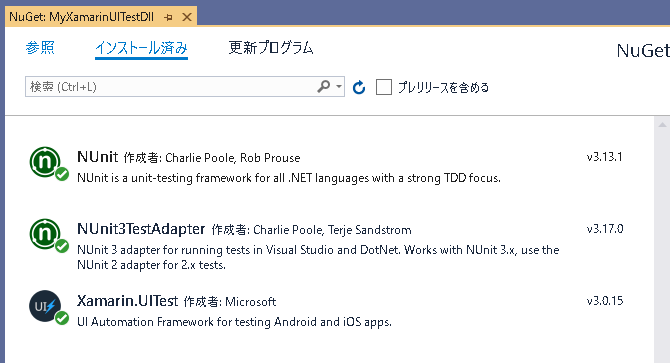 NuGet: MyXamarinUITestDll
参照 インストール済み 更新プログラム NuGet
検索 (Ctrl+L) プレリリースを含める
NUnit 作成者: Charlie Poole, Rob Prouse v3.13.1
NUnit is a unit-testing framework for all .NET languages with a strong TDD focus.
NUnit3TestAdapter 作成者: Charlie Poole, Terje Sandstrom v3.17.0
NUnit 3 adapter for running tests in Visual Studio and DotNet. Works with NUnit 3.x, use the
NUnit 2 adapter for 2.x tests.
Xamarin.UITest 作成者: Microsoft v3.0.15
UI Automation Framework for testing Android and iOS apps.